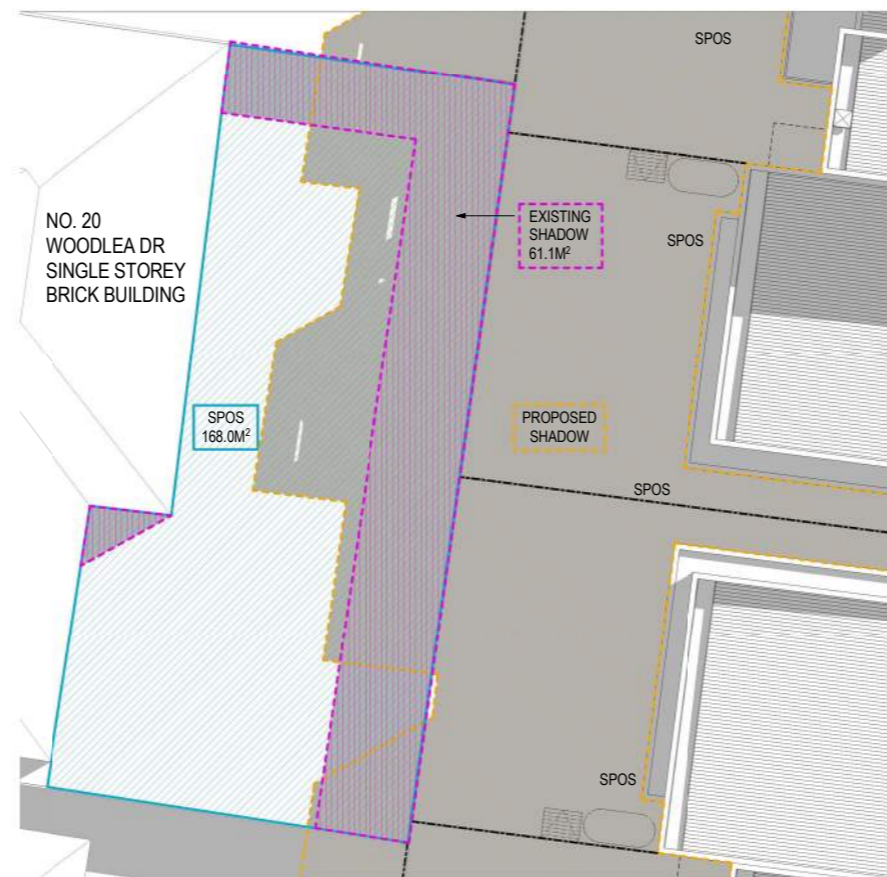 SPOS
NO. 20
WOODLEA DR
SINGLE STOREY
BRICK BUILDING
EXISTING
SHADOW
61.1M²
SPOS
SPOS
168.0M²
PROPOSED
SHADOW
SPOS
SPOS